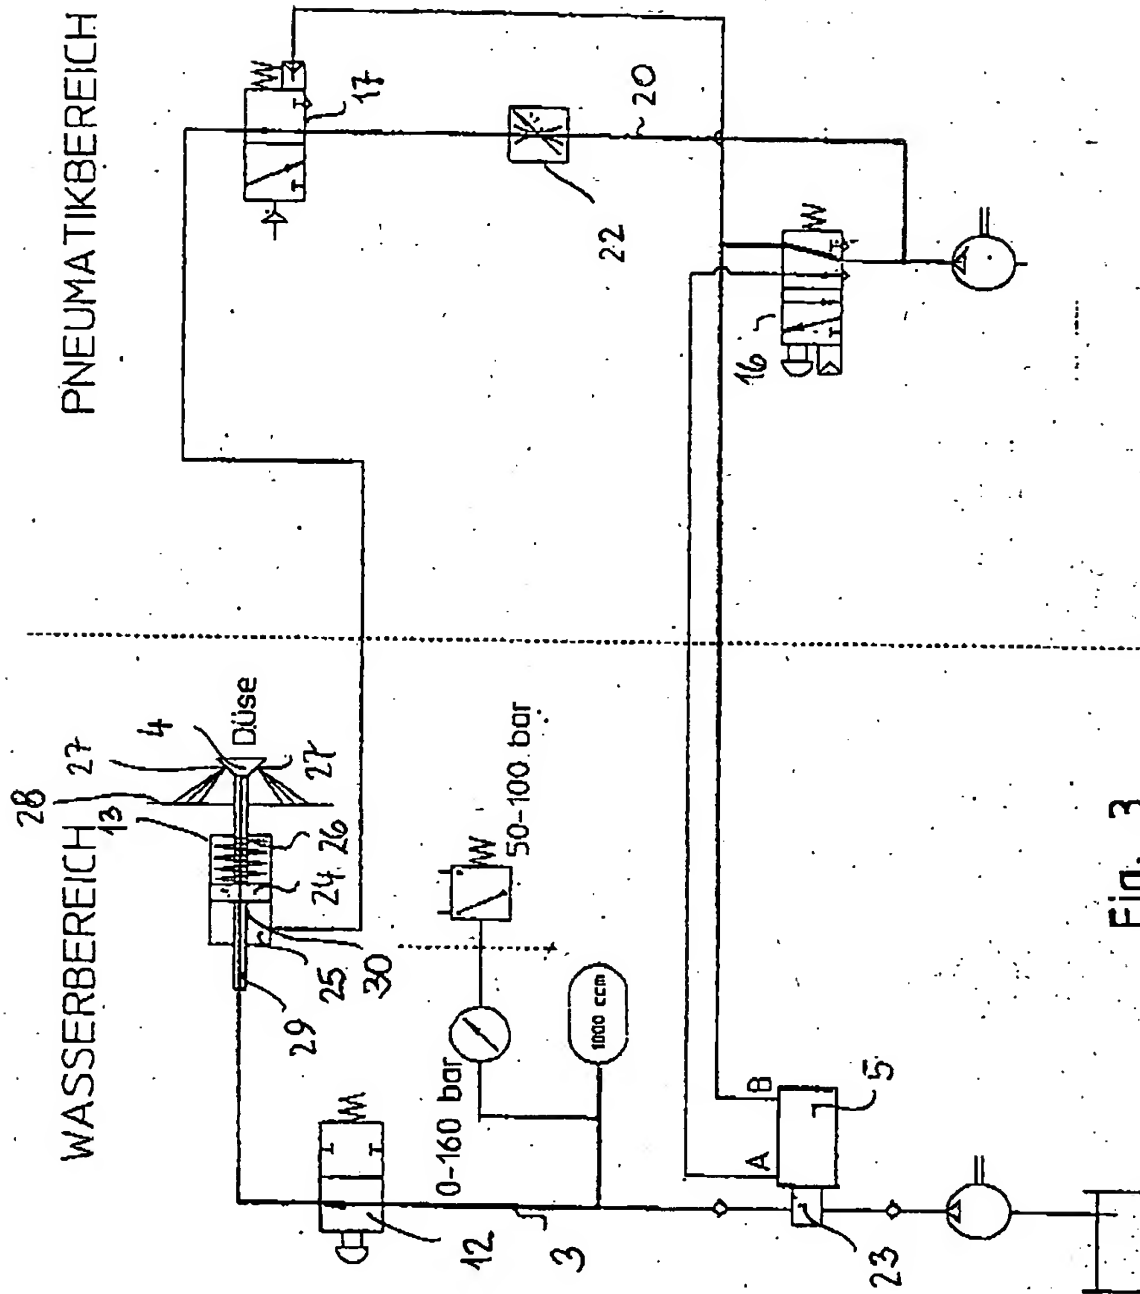 WASSERBEREICH
PNEUMATIKBEREICH
28
27
4
Düse
13
27
26
24
25
30
29
17
20
22
50-100 bar
0-160 bar
1000 ccm
12
3
16
A
B
5
23
Fig. 3